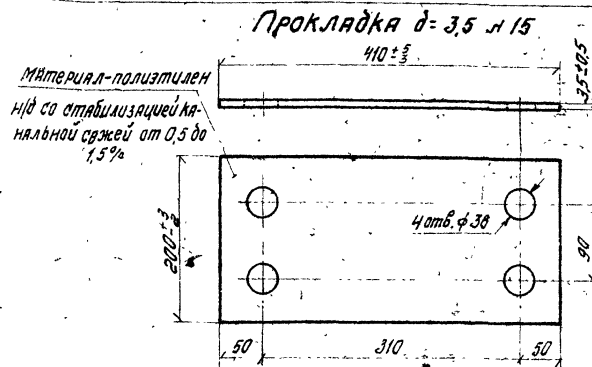 Прокладка d = 3,5 и 15
410 ± 5/3
3,5±0,5
Материал-полиэтилен
н/д со стабилизацией ка-
нальной сажей от 0,5 до
1,5%
200 +3 -2
4 отв. ф 38
90
50
310
50